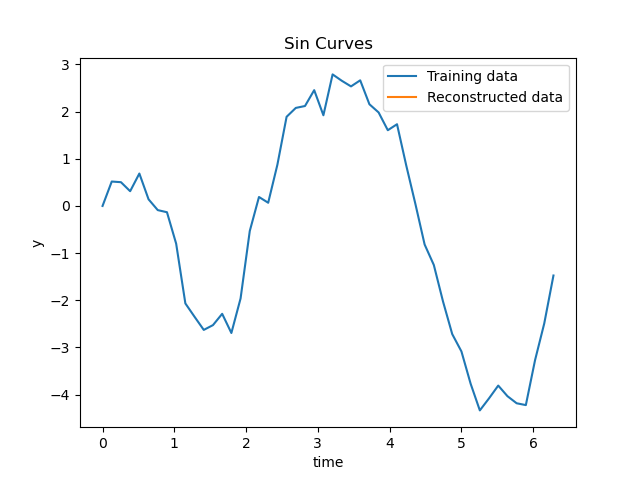 Sin Curves
Training data
Reconstructed data
3
2
1
0
−1
−2
−3
−4
y
0 1 2 3 4 5 6
time